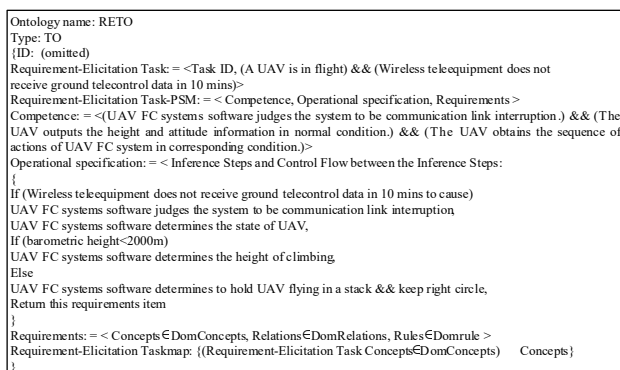 Ontology name: RETO
Type: TO
{ID: (omitted)
Requirement-Elicitation Task: = <Task ID, (A UAV is in flight) && (Wireless teleequipment does not
receive ground telecontrol data in 10 mins)>
Requirement-Elicitation Task-PSM: = < Competence, Operational specification, Requirements >
Competence: = <(UAV FC systems software judges the system to be communication link interruption.) && (The
UAV outputs the height and attitude information in normal condition.) && (The UAV obtains the sequence of
actions of UAV FC system in corresponding condition.)>
Operational specification: = < Inference Steps and Control Flow between the Inference Steps:
{
If (Wireless teleequipment does not receive ground telecontrol data in 10 mins to cause)
UAV FC systems software judges the system to be communication link interruption,
UAV FC systems software determines the state of UAV,
If (barometric height<2000m)
UAV FC systems software determines the height of climbing,
Else
UAV FC systems software determines to hold UAV flying in a stack && keep right circle,
Return this requirements item
}
Requirements: = < Concepts∈DomConcepts, Relations∈DomRelations, Rules∈Domrule >
Requirement-Elicitation Taskmap: {(Requirement-Elicitation Task Concepts∈DomConcepts) Concepts}
}